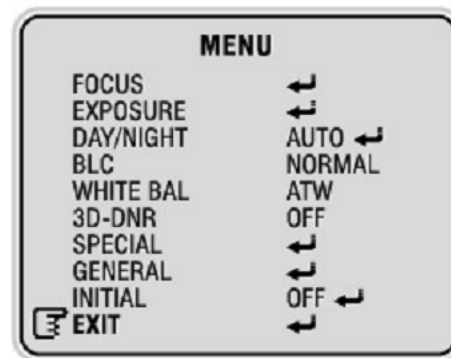 MENU
FOCUS ↵
EXPOSURE ↵
DAY/NIGHT AUTO ↵
BLC NORMAL
WHITE BAL ATW
3D-DNR OFF
SPECIAL ↵
GENERAL ↵
INITIAL OFF ↵
EXIT ↵